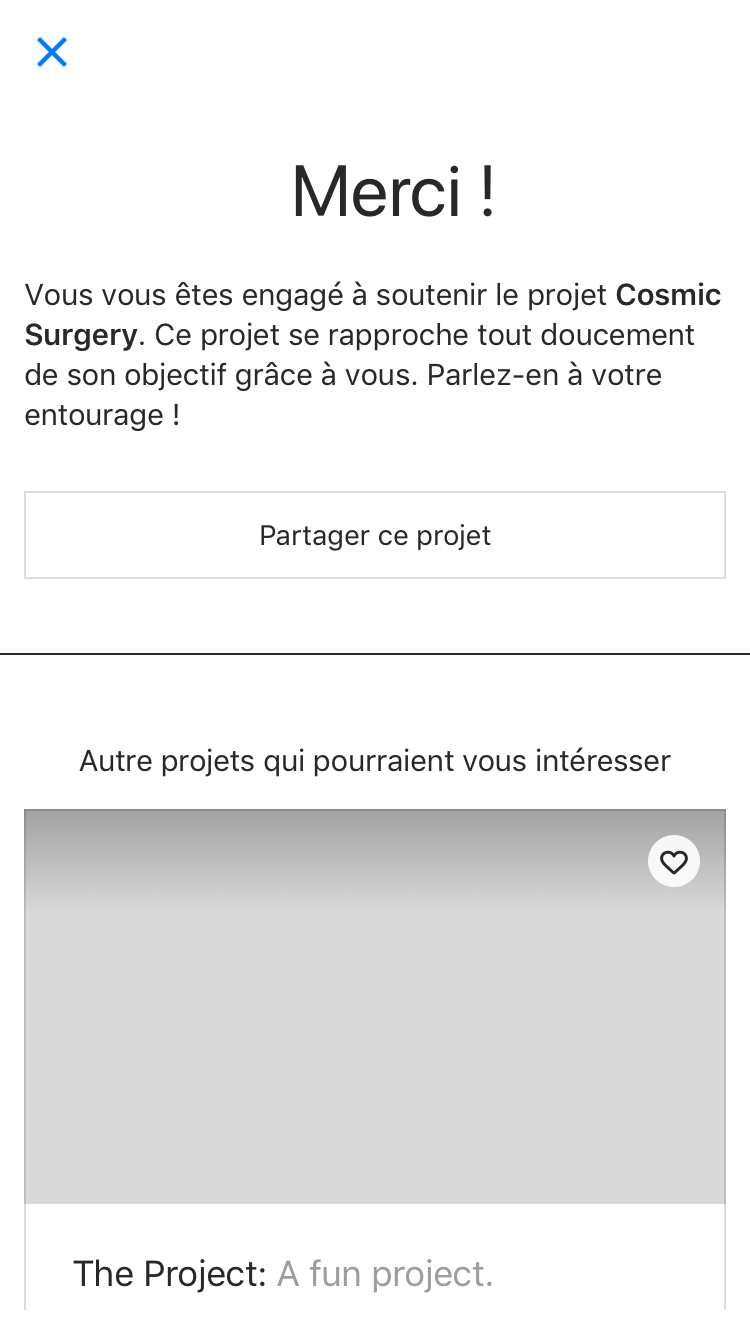 Merci !
Vous vous êtes engagé à soutenir le projet Cosmic
Surgery. Ce projet se rapproche tout doucement
de son objectif grâce à vous. Parlez-en à votre
entourage !
Partager ce projet
Autre projets qui pourraient vous intéresser
The Project: A fun project.